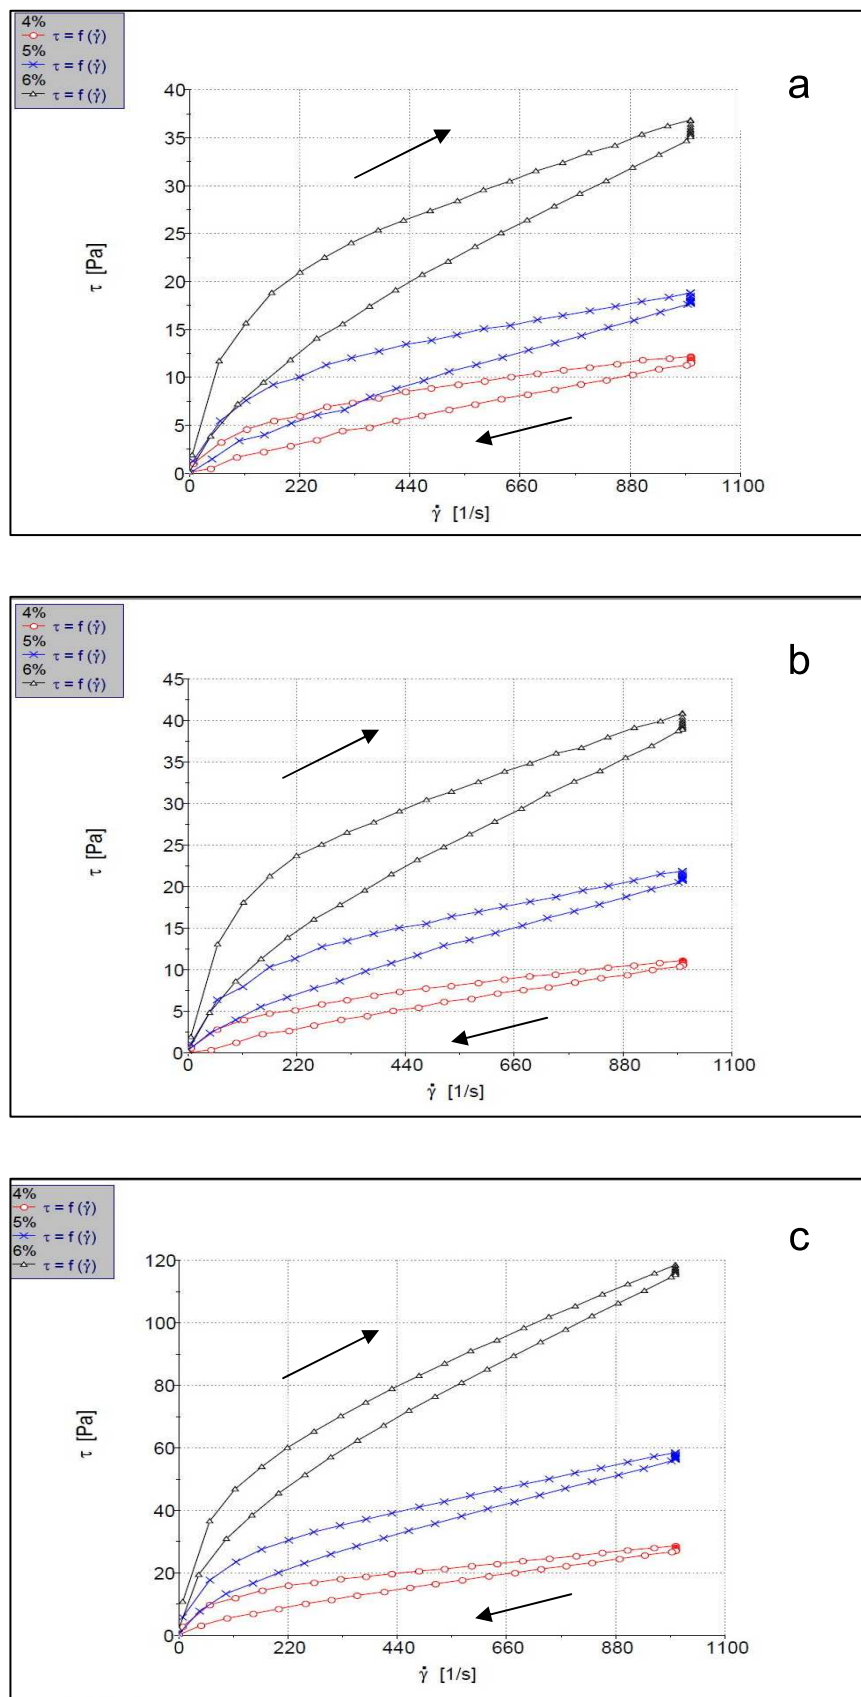 4%
τ = f (γ̇)
5%
τ = f (γ̇)
6%
τ = f (γ̇)
a
40
35
30
25
20
15
10
5
0
τ [Pa]
0 220 440 660 880 1100
γ̇ [1/s]
4%
τ = f (γ̇)
5%
τ = f (γ̇)
6%
τ = f (γ̇)
b
45
40
35
30
25
20
15
10
5
0
τ [Pa]
0 220 440 660 880 1100
γ̇ [1/s]
4%
τ = f (γ̇)
5%
τ = f (γ̇)
6%
τ = f (γ̇)
c
120
100
80
60
40
20
0
τ [Pa]
0 220 440 660 880 1100
γ̇ [1/s]